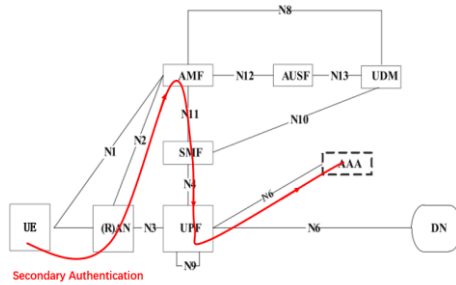 N8
AMF
N12
AUSF
N13
UDM
N1
N2
N11
N10
SMF
AAA
N4
N6
UE
(R)AN
N3
UPF
N6
DN
N9
Secondary Authentication